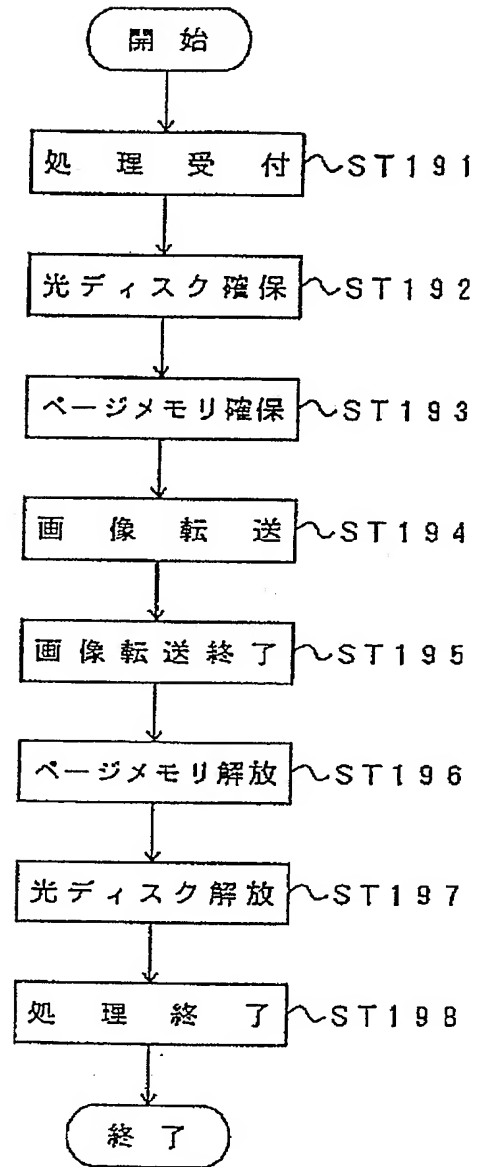 開始
処理受付 ST191
光ディスク確保 ST192
ページメモリ確保 ST193
画像転送 ST194
画像転送終了 ST195
ページメモリ解放 ST196
光ディスク解放 ST197
処理終了 ST198
終了